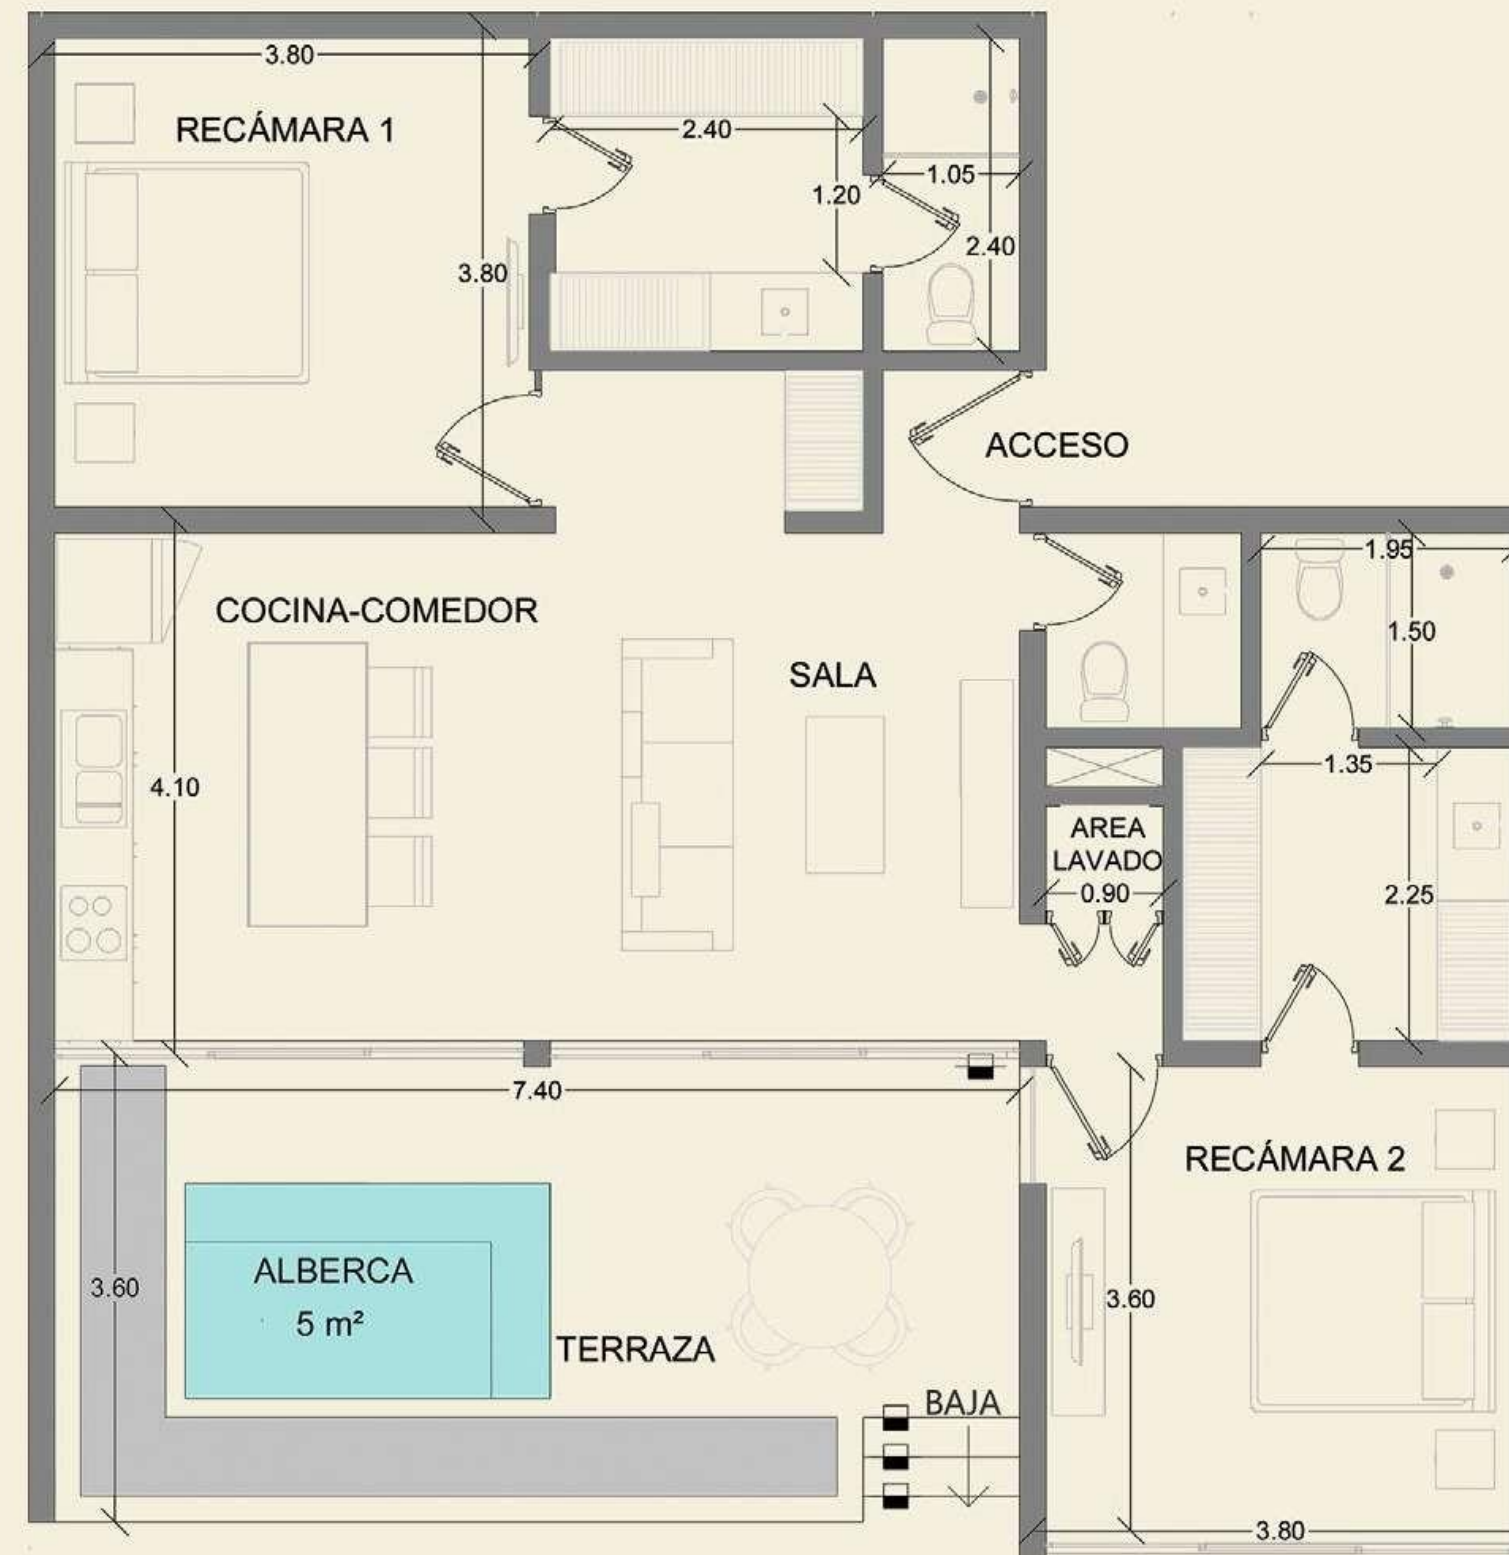 3.80
RECÁMARA 1
2.40
1.05
1.20
2.40
3.80
ACCESO
1.95
COCINA-COMEDOR
1.50
SALA
1.35
4.10
AREA
LAVADO
0.90
2.25
7.40
RECÁMARA 2
ALBERCA
5 m²
3.60
3.60
TERRAZA
BAJA
3.80